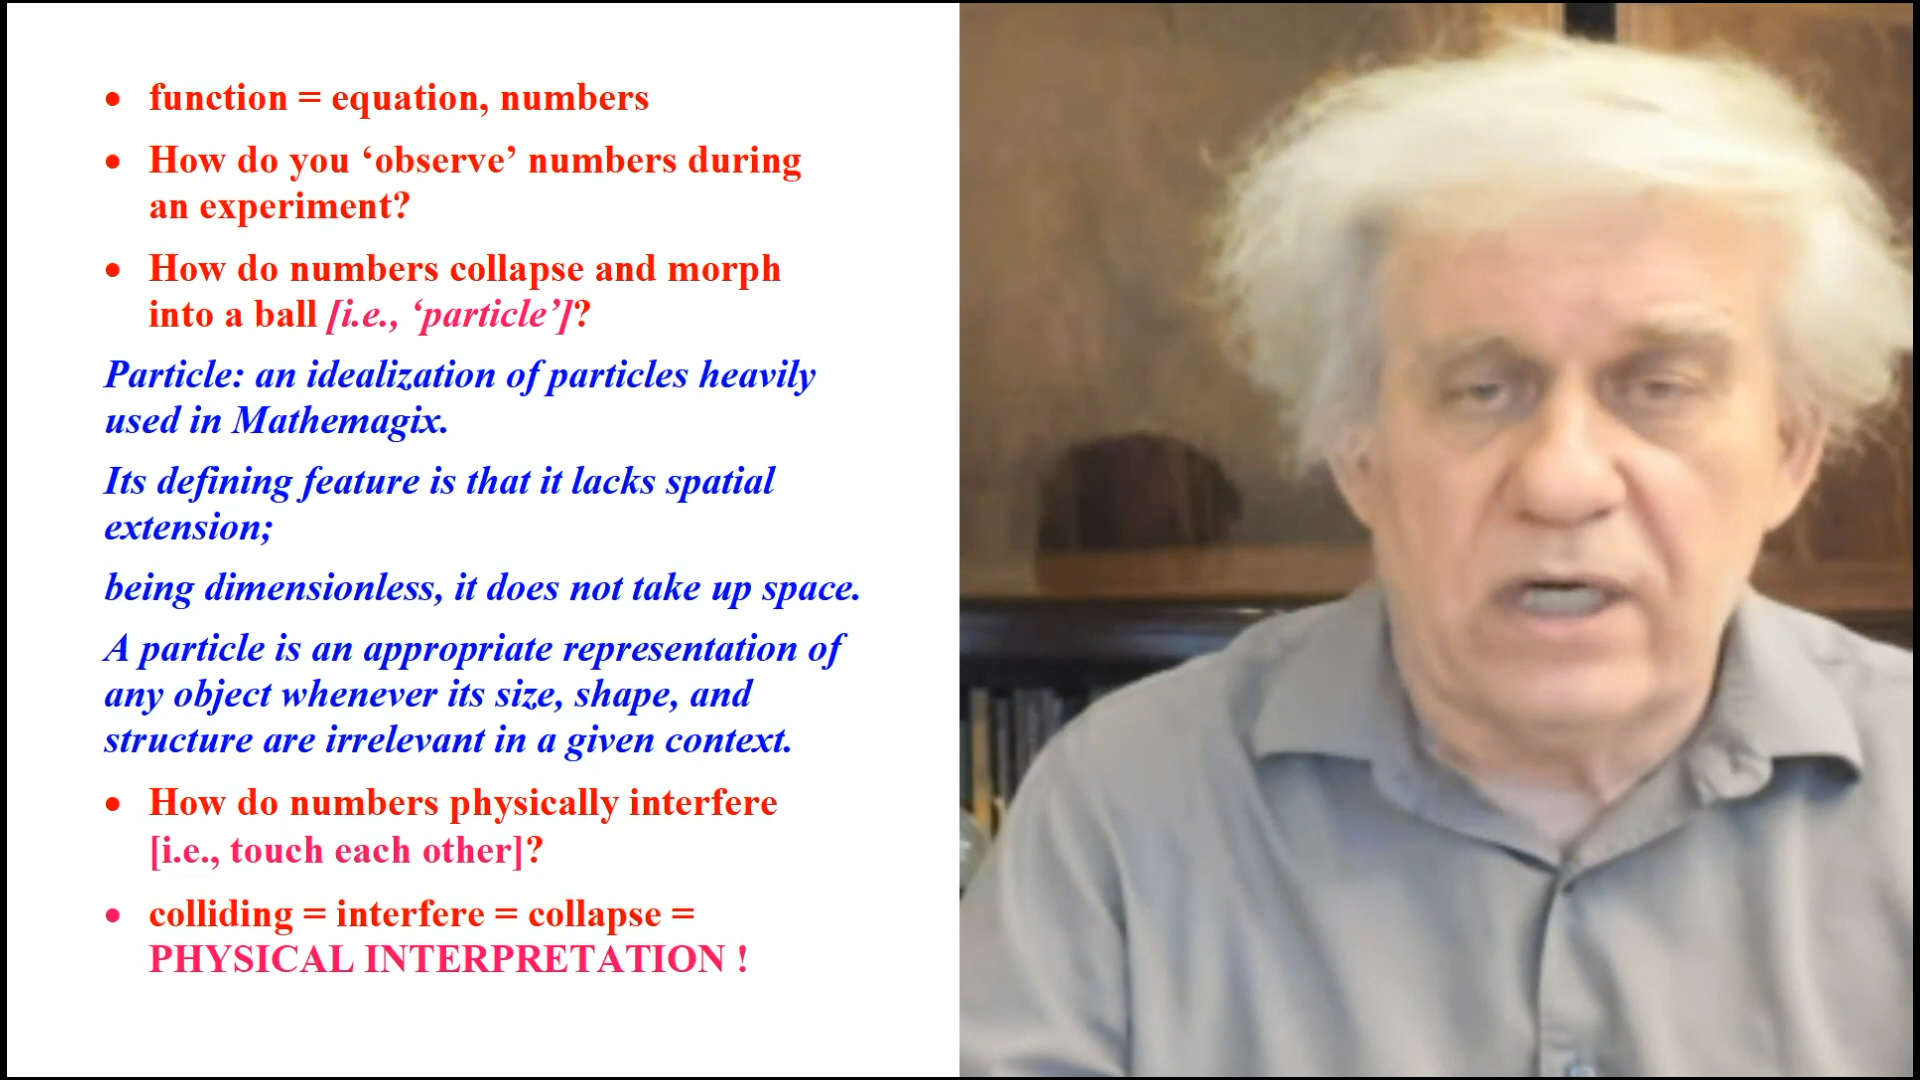 • function = equation, numbers
• How do you ‘observe’ numbers during
an experiment?
• How do numbers collapse and morph
into a ball [i.e., ‘particle’]?
Particle: an idealization of particles heavily
used in Mathemagix.
Its defining feature is that it lacks spatial
extension;
being dimensionless, it does not take up space.
A particle is an appropriate representation of
any object whenever its size, shape, and
structure are irrelevant in a given context.
• How do numbers physically interfere
[i.e., touch each other]?
• colliding = interfere = collapse =
PHYSICAL INTERPRETATION !